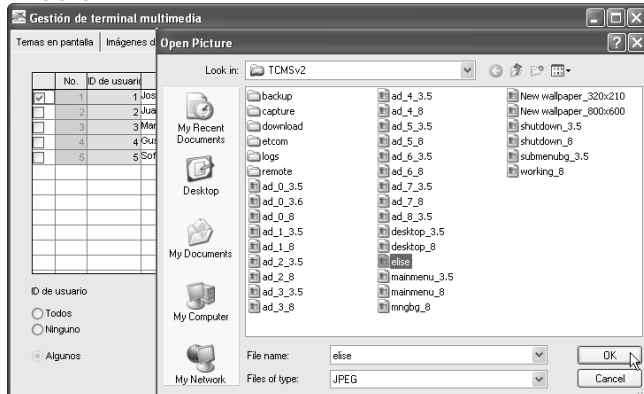 Gestión de terminal multimedia
Temas en pantalla
Imágenes d
No.
ID de usuari
1 1 Jos
2 2 Jua
3 3 Mar
4 4 Gus
5 5 Sof
ID de usuario
Todos
Ninguno
Algunos
Open Picture
Look in:
TCMSv2
My Recent
Documents
Desktop
My Documents
My Computer
My Network
backup
capture
download
etcom
logs
remote
ad_0_3.5
ad_0_3.6
ad_0_8
ad_1_3.5
ad_1_8
ad_2_3.5
ad_2_8
ad_3_3.5
ad_3_8
ad_4_3.5
ad_4_8
ad_5_3.5
ad_5_8
ad_6_3.5
ad_6_8
ad_7_3.5
ad_7_8
ad_8_3.5
desktop_3.5
desktop_8
elise
mainmenu_3.5
mainmenu_8
mngbg_8
New wallpaper_320x210
New wallpaper_800x600
shutdown_3.5
shutdown_8
submenubg_3.5
working_8
File name:
elise
OK
Files of type:
JPEG
Cancel